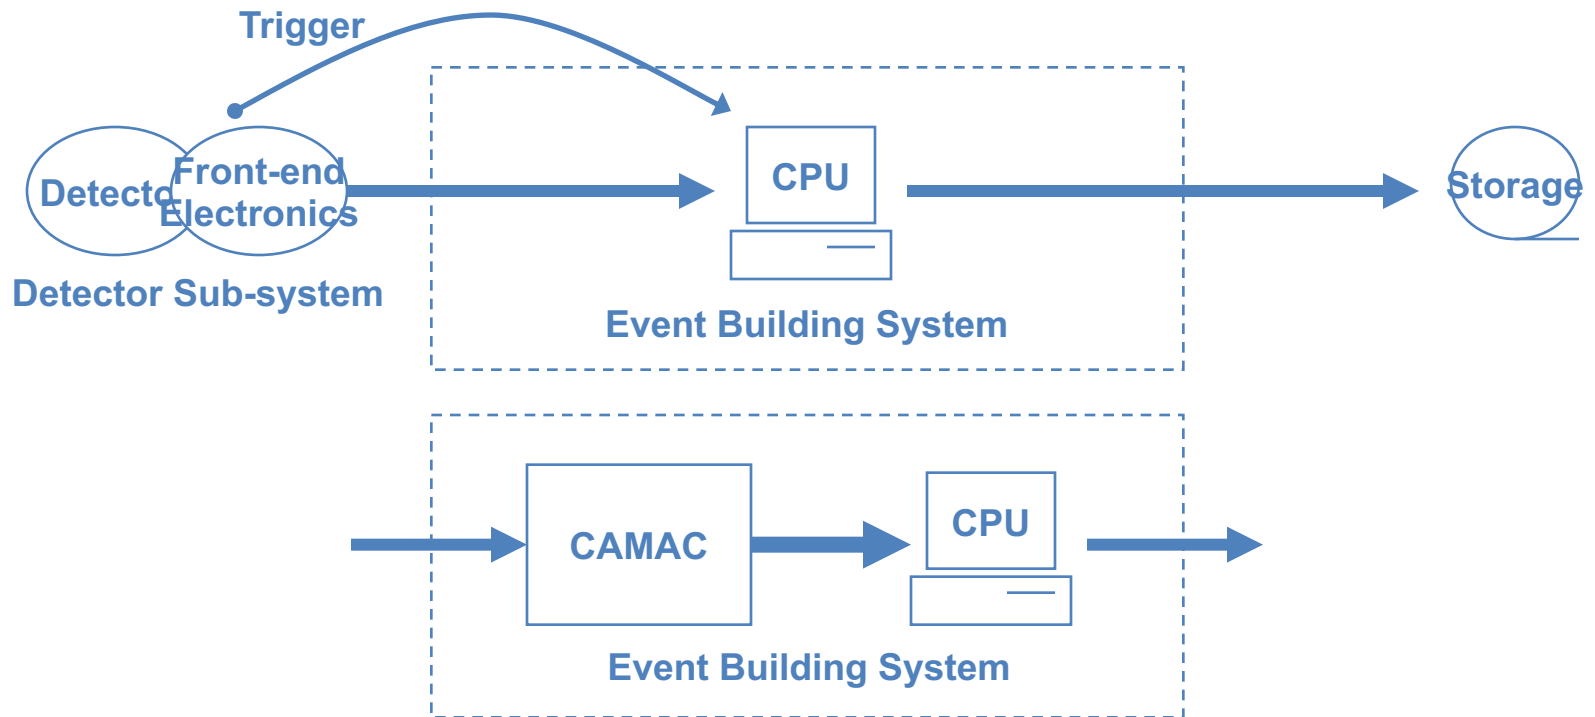 Trigger
Detecto
Front-end
Electronics
CPU
Storage
Detector Sub-system
Event Building System
CAMAC
CPU
Event Building System